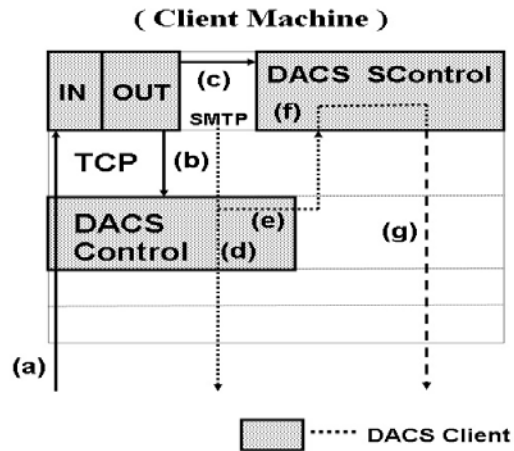 ( Client Machine )
IN OUT (c) DACS SControl
SMTP (f)
TCP (b)
DACS Control (d) (e) (g)
(a)
DACS Client